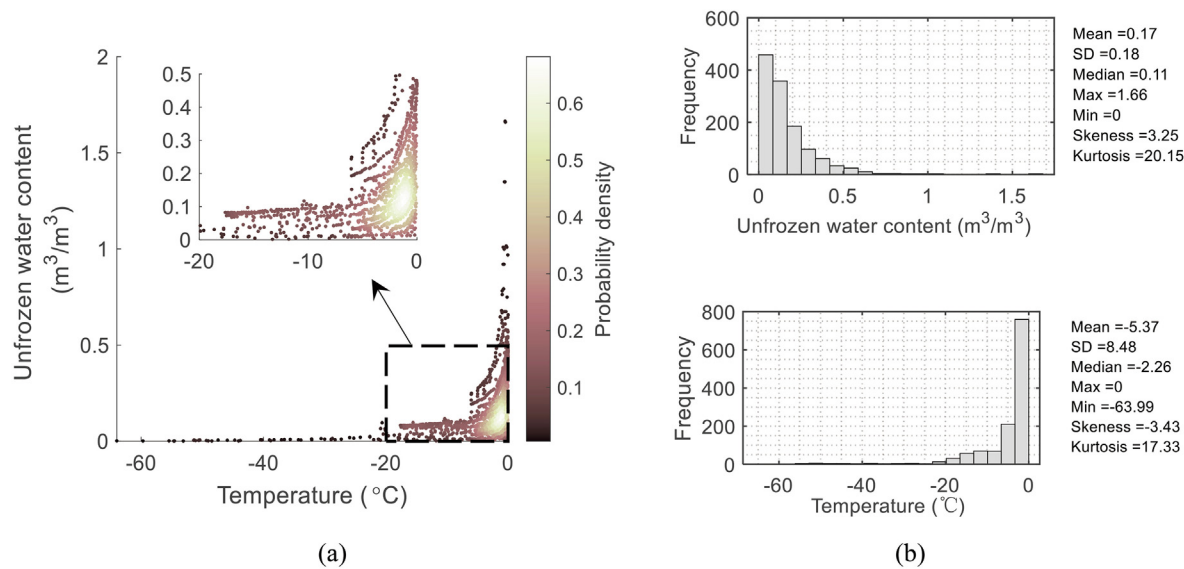 2
1.5
1
0.5
0
Unfrozen water content
(m³/m³)
-60
-40
-20
0
Temperature (°C)
0.5
0.4
0.3
0.2
0.1
0
-20
-10
0
0.6
0.5
0.4
0.3
0.2
0.1
Probability density
(a)
600
400
200
0
Frequency
0
0.5
1
1.5
Unfrozen water content (m³/m³)
Mean =0.17
SD =0.18
Median =0.11
Max =1.66
Min =0
Skeness =3.25
Kurtosis =20.15
800
600
400
200
0
Frequency
-60
-40
-20
0
Temperature (℃)
Mean =-5.37
SD =8.48
Median =-2.26
Max =0
Min =-63.99
Skeness =-3.43
Kurtosis =17.33
(b)